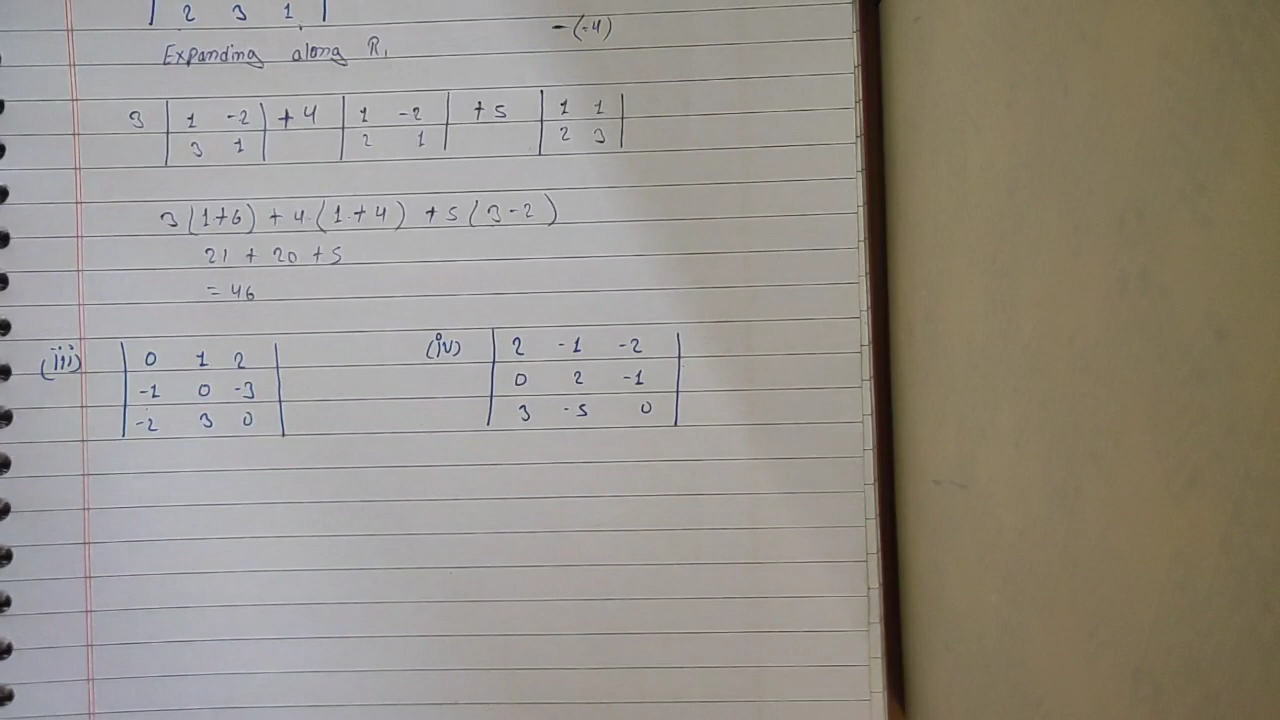 | 2 3 1 |
-(-4)
Expanding along R₁
3 | 1 -2 | + 4 | 1 -2 | + 5 | 1 1 |
| 3 1 | | 2 1 | | 2 3 |
3(1+6) + 4.(1+4) + 5(3-2)
21 + 20 + 5
= 46
(iii) | 0 1 2 | (iv) | 2 -1 -2 |
| -1 0 -3 | | 0 2 -1 |
| -2 3 0 | | 3 -5 0 |